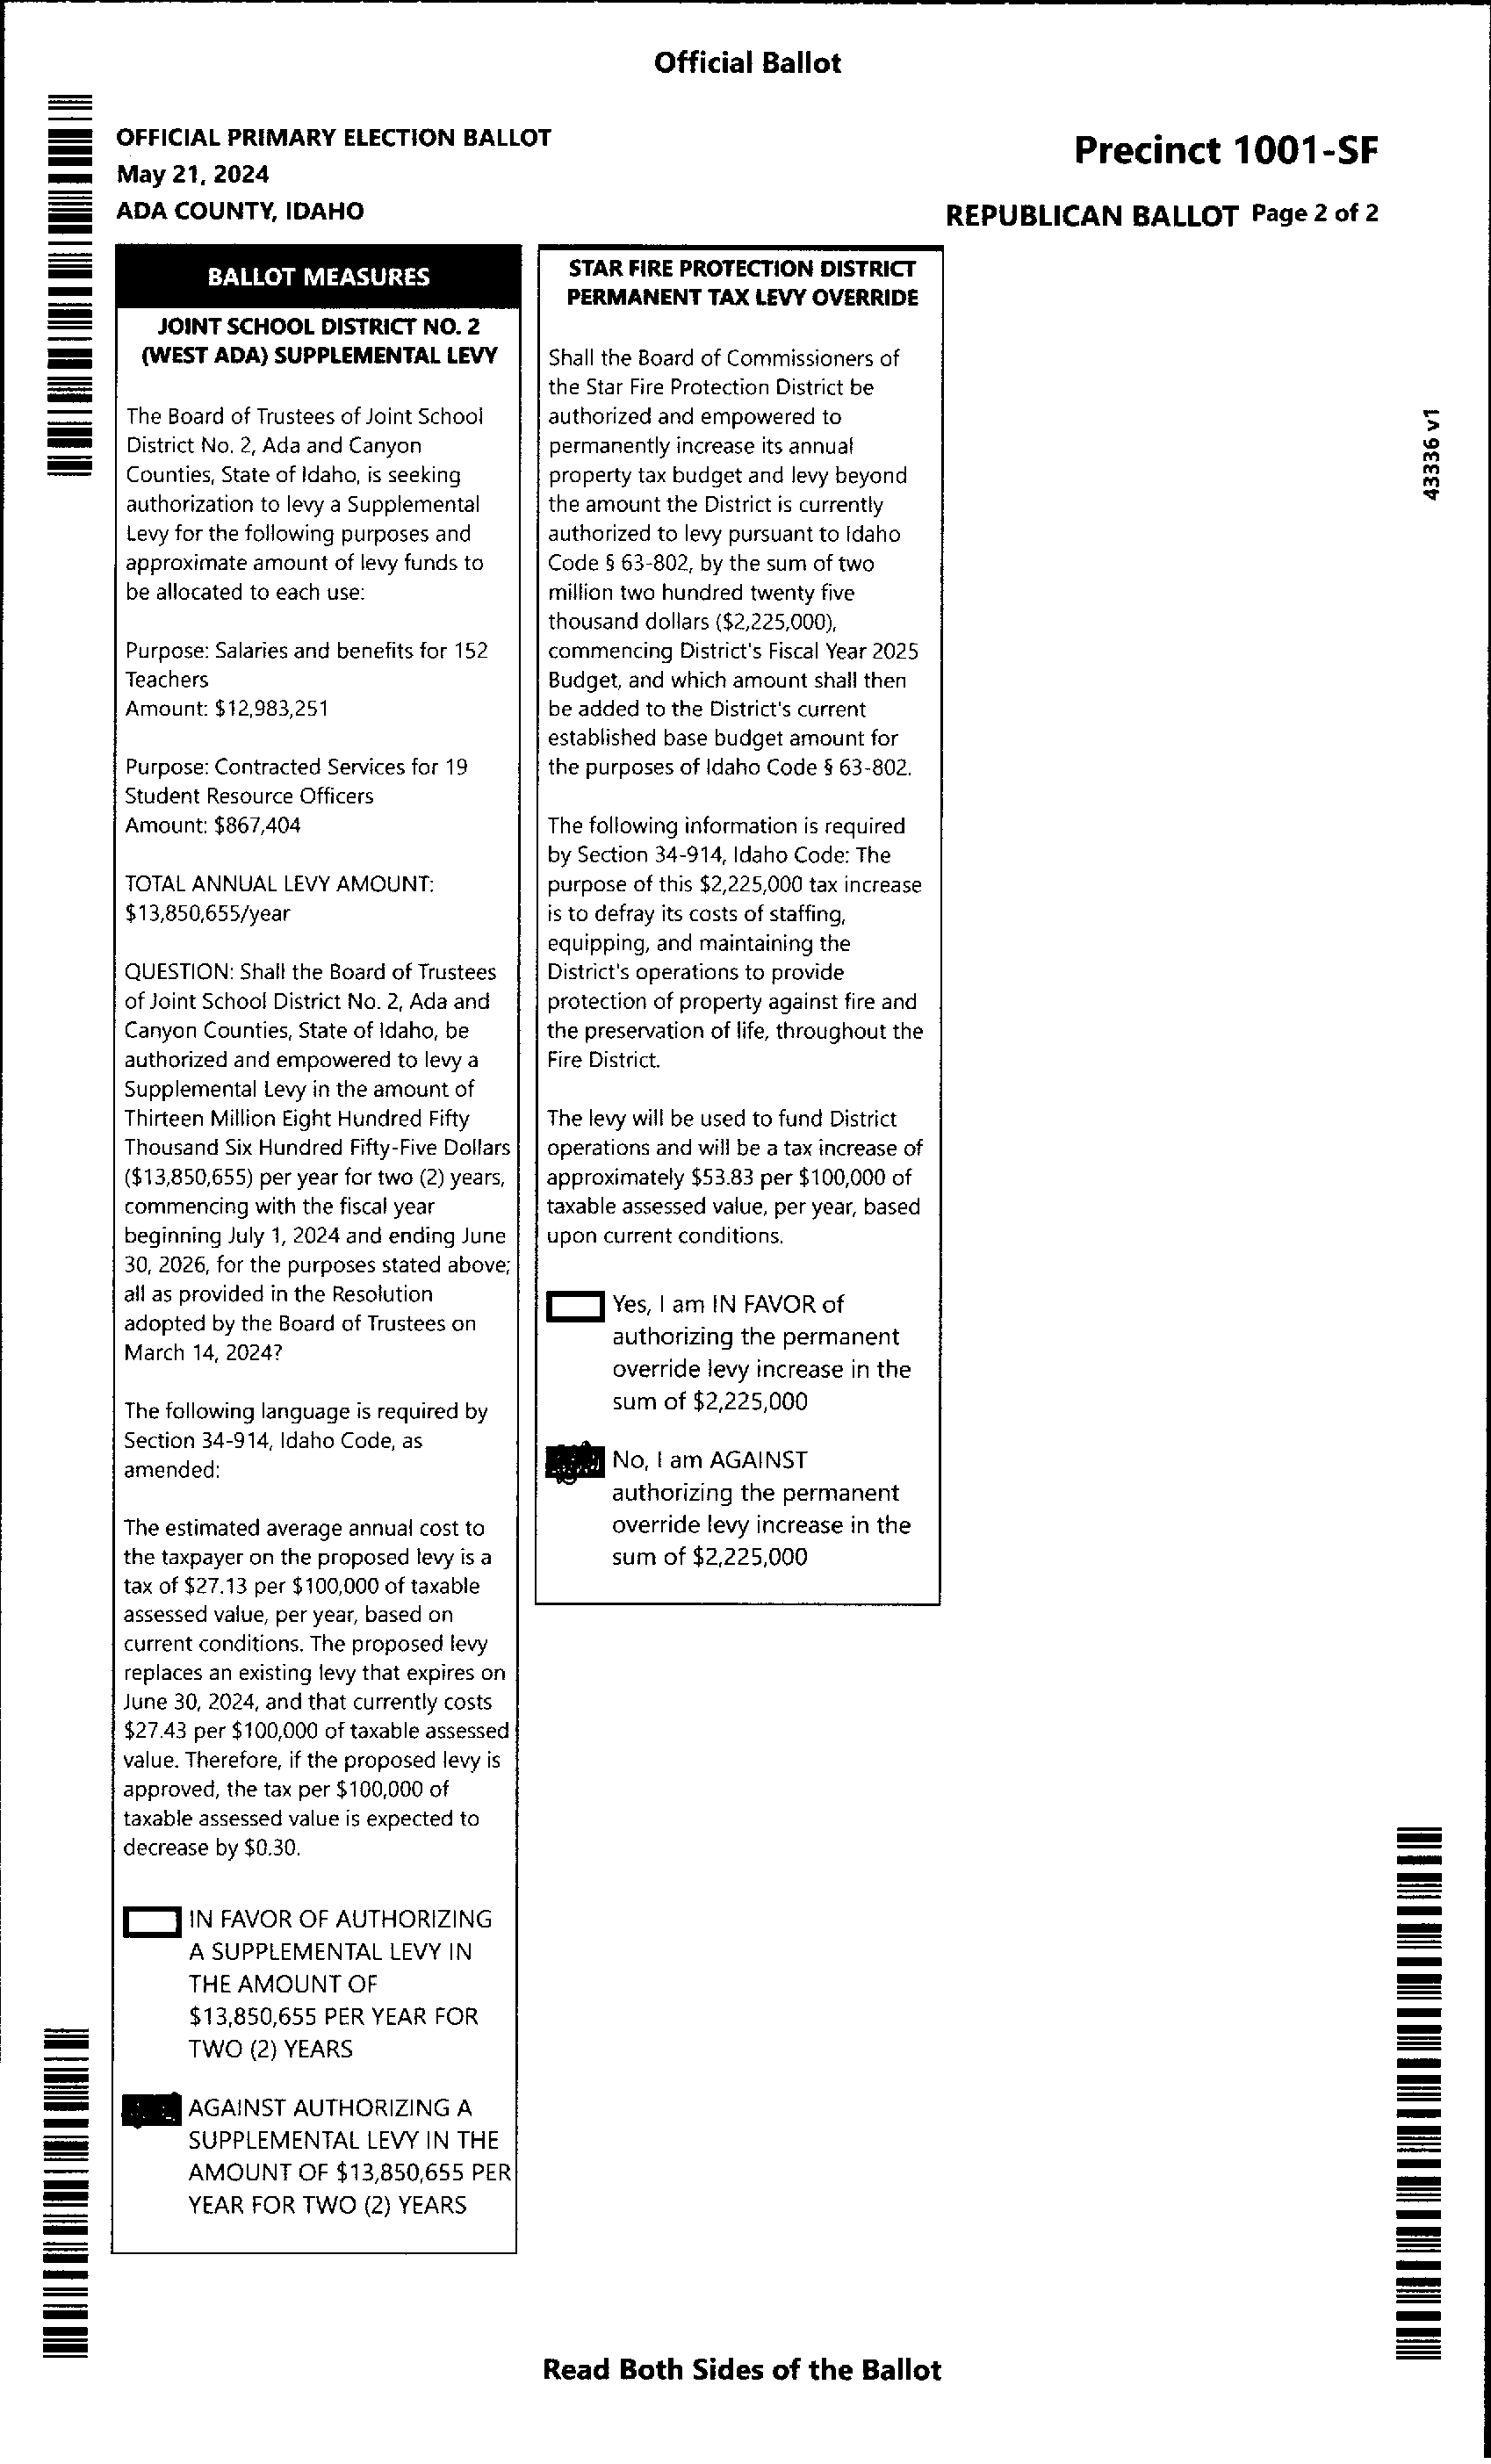 Official Ballot
OFFICIAL PRIMARY ELECTION BALLOT
May 21, 2024
ADA COUNTY, IDAHO
Precinct 1001-SF
REPUBLICAN BALLOT Page 2 of 2
BALLOT MEASURES
JOINT SCHOOL DISTRICT NO. 2
(WEST ADA) SUPPLEMENTAL LEVY
The Board of Trustees of Joint School
District No. 2, Ada and Canyon
Counties, State of Idaho, is seeking
authorization to levy a Supplemental
Levy for the following purposes and
approximate amount of levy funds to
be allocated to each use:
Purpose: Salaries and benefits for 152
Teachers
Amount: $12,983,251
Purpose: Contracted Services for 19
Student Resource Officers
Amount: $867,404
TOTAL ANNUAL LEVY AMOUNT:
$13,850,655/year
QUESTION: Shall the Board of Trustees
of Joint School District No. 2, Ada and
Canyon Counties, State of Idaho, be
authorized and empowered to levy a
Supplemental Levy in the amount of
Thirteen Million Eight Hundred Fifty
Thousand Six Hundred Fifty-Five Dollars
($13,850,655) per year for two (2) years,
commencing with the fiscal year
beginning July 1, 2024 and ending June
30, 2026, for the purposes stated above;
all as provided in the Resolution
adopted by the Board of Trustees on
March 14, 2024?
The following language is required by
Section 34-914, Idaho Code, as
amended:
The estimated average annual cost to
the taxpayer on the proposed levy is a
tax of $27.13 per $100,000 of taxable
assessed value, per year, based on
current conditions. The proposed levy
replaces an existing levy that expires on
June 30, 2024, and that currently costs
$27.43 per $100,000 of taxable assessed
value. Therefore, if the proposed levy is
approved, the tax per $100,000 of
taxable assessed value is expected to
decrease by $0.30.
IN FAVOR OF AUTHORIZING
A SUPPLEMENTAL LEVY IN
THE AMOUNT OF
$13,850,655 PER YEAR FOR
TWO (2) YEARS
AGAINST AUTHORIZING A
SUPPLEMENTAL LEVY IN THE
AMOUNT OF $13,850,655 PER
YEAR FOR TWO (2) YEARS
STAR FIRE PROTECTION DISTRICT
PERMANENT TAX LEVY OVERRIDE
Shall the Board of Commissioners of
the Star Fire Protection District be
authorized and empowered to
permanently increase its annual
property tax budget and levy beyond
the amount the District is currently
authorized to levy pursuant to Idaho
Code § 63-802, by the sum of two
million two hundred twenty five
thousand dollars ($2,225,000),
commencing District's Fiscal Year 2025
Budget, and which amount shall then
be added to the District's current
established base budget amount for
the purposes of Idaho Code § 63-802.
The following information is required
by Section 34-914, Idaho Code: The
purpose of this $2,225,000 tax increase
is to defray its costs of staffing,
equipping, and maintaining the
District's operations to provide
protection of property against fire and
the preservation of life, throughout the
Fire District.
The levy will be used to fund District
operations and will be a tax increase of
approximately $53.83 per $100,000 of
taxable assessed value, per year, based
upon current conditions.
Yes, I am IN FAVOR of
authorizing the permanent
override levy increase in the
sum of $2,225,000
No, I am AGAINST
authorizing the permanent
override levy increase in the
sum of $2,225,000
43336 v1
Read Both Sides of the Ballot